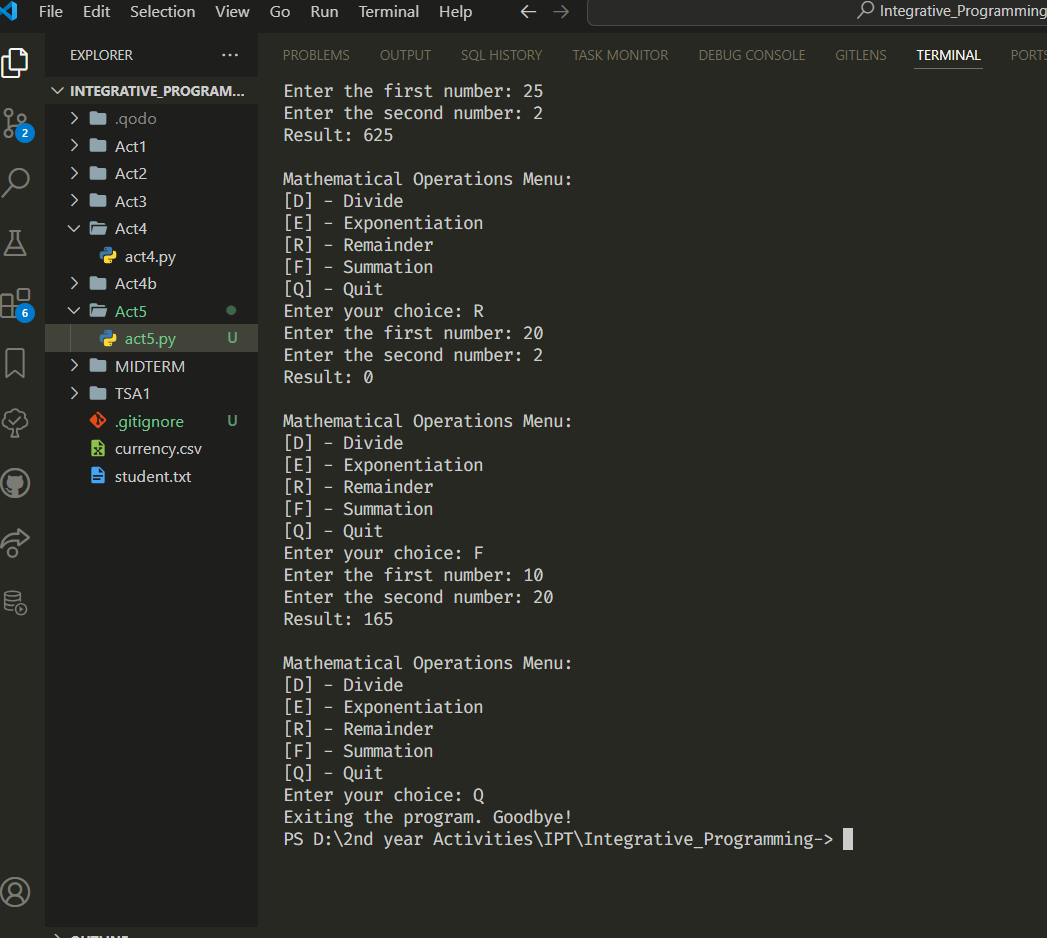 File Edit Selection View Go Run Terminal Help Integrative_Programming
EXPLORER ...
PROBLEMS OUTPUT SQL HISTORY TASK MONITOR DEBUG CONSOLE GITLENS TERMINAL PORTS
INTEGRATIVE_PROGRAM...
.qodo
Act1
Act2
Act3
Act4
act4.py
Act4b
Act5
act5.py U
MIDTERM
TSA1
.gitignore U
currency.csv
student.txt
OUTLINE
2
6
Enter the first number: 25
Enter the second number: 2
Result: 625
Mathematical Operations Menu:
[D] - Divide
[E] - Exponentiation
[R] - Remainder
[F] - Summation
[Q] - Quit
Enter your choice: R
Enter the first number: 20
Enter the second number: 2
Result: 0
Mathematical Operations Menu:
[D] - Divide
[E] - Exponentiation
[R] - Remainder
[F] - Summation
[Q] - Quit
Enter your choice: F
Enter the first number: 10
Enter the second number: 20
Result: 165
Mathematical Operations Menu:
[D] - Divide
[E] - Exponentiation
[R] - Remainder
[F] - Summation
[Q] - Quit
Enter your choice: Q
Exiting the program. Goodbye!
PS D:\2nd year Activities\IPT\Integrative_Programming->